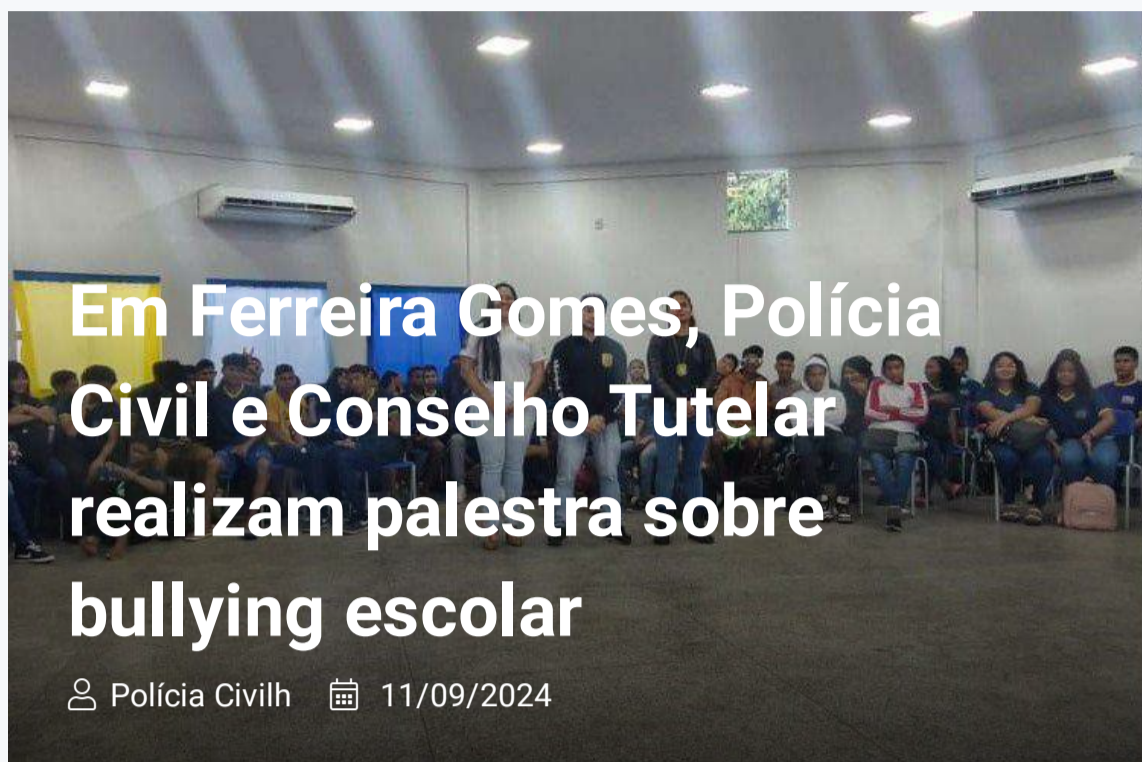 Em Ferreira Gomes, Polícia
Civil e Conselho Tutelar
realizam palestra sobre
bullying escolar
Polícia Civilh 11/09/2024